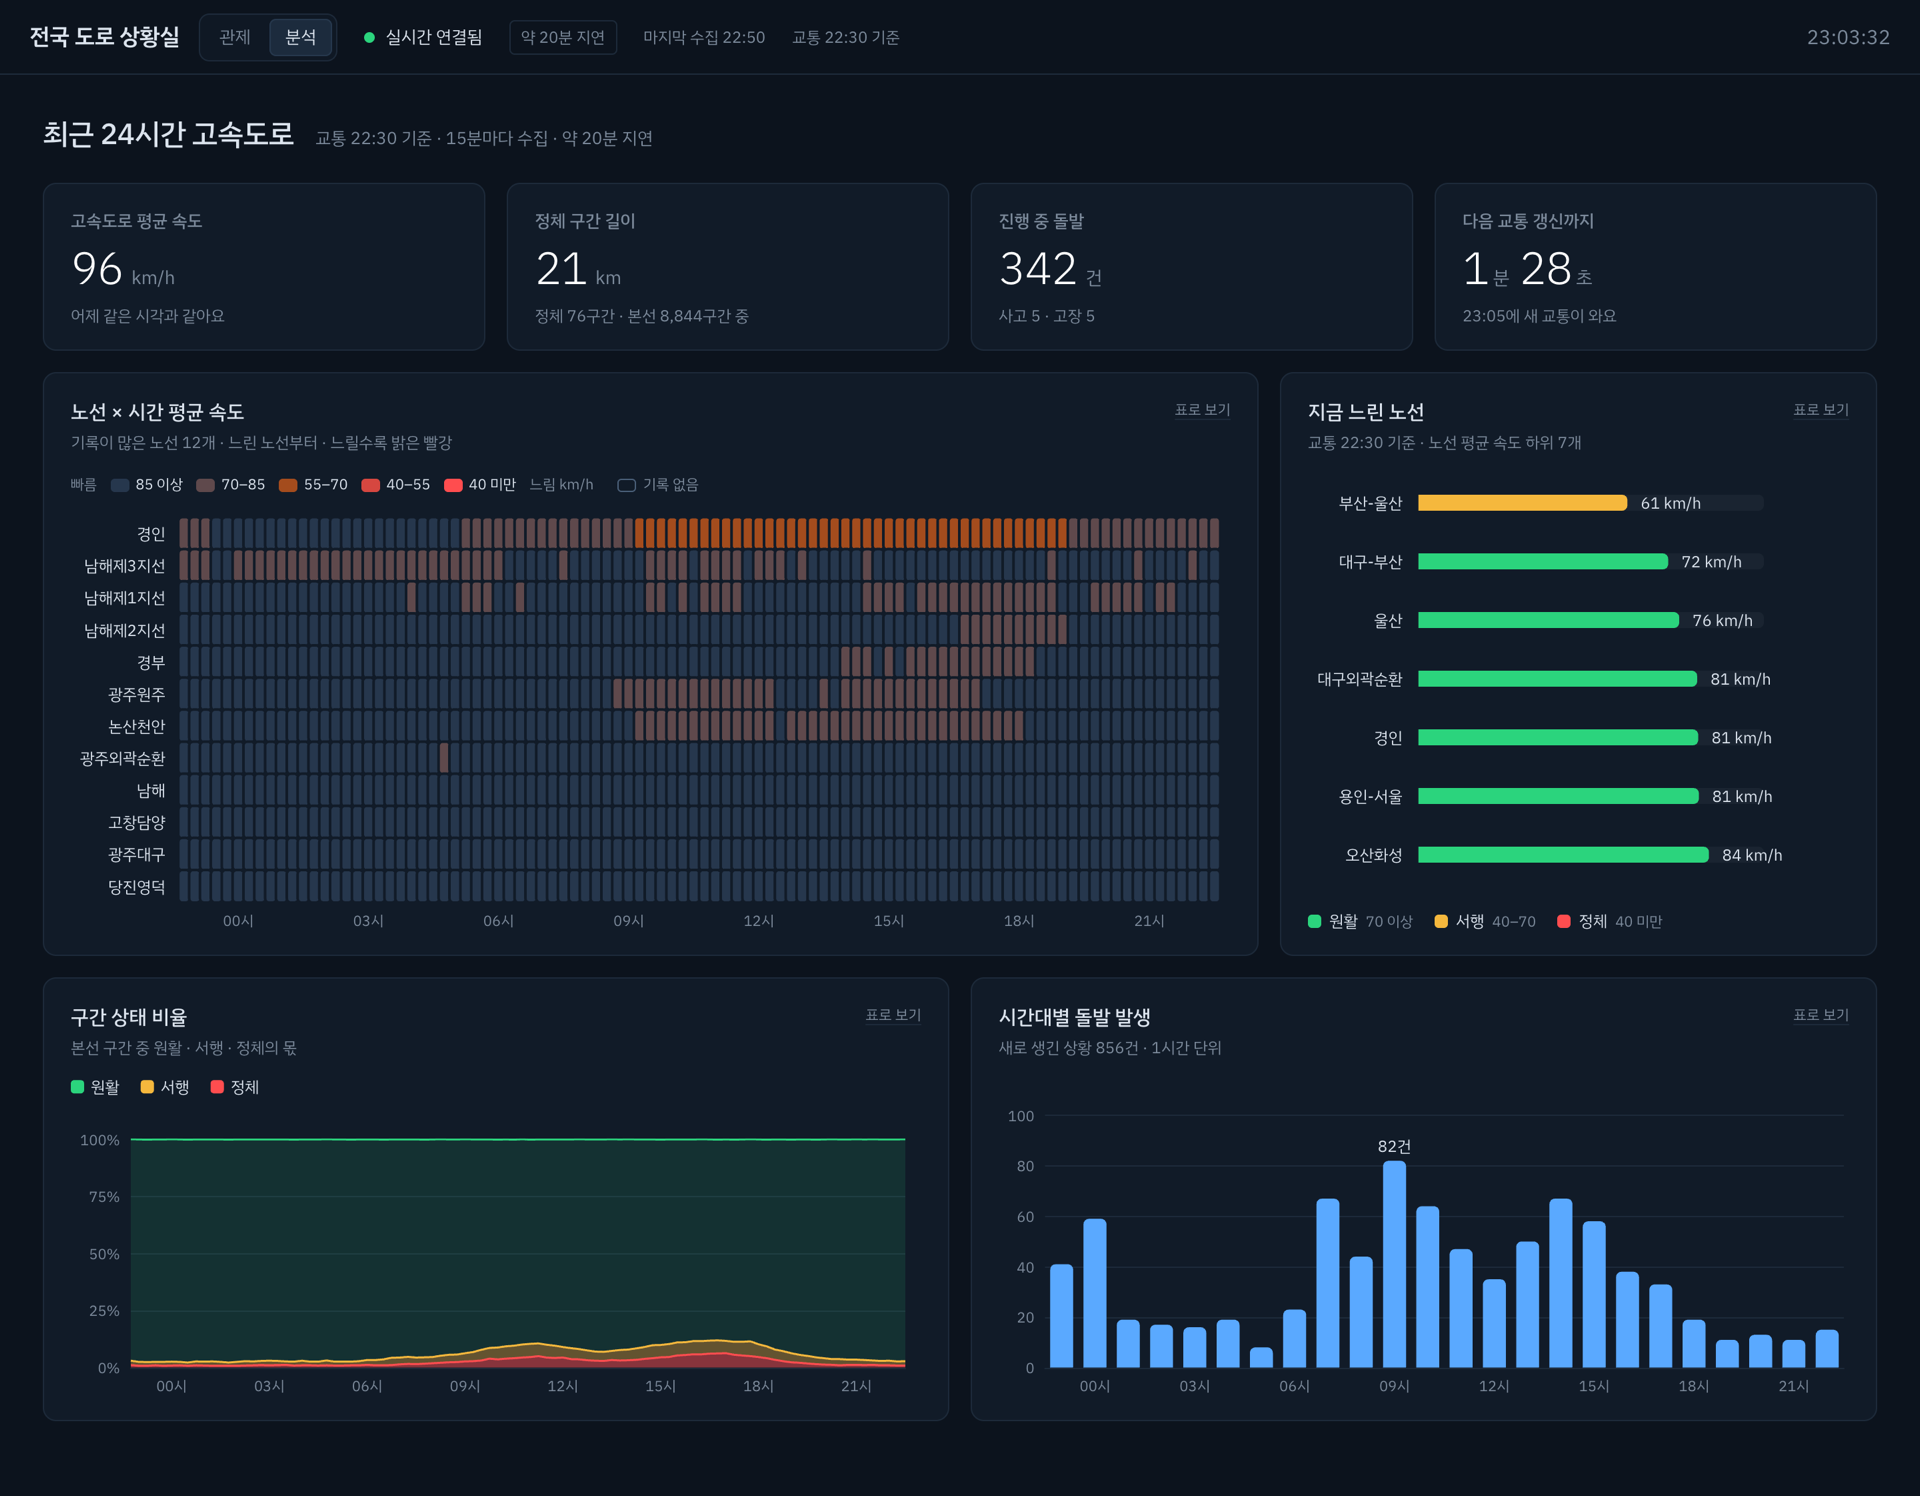 전국 도로 상황실 관제 분석 실시간 연결됨 약 20분 지연 마지막 수집 22:50 교통 22:30 기준 23:03:32
최근 24시간 고속도로 교통 22:30 기준 · 15분마다 수집 · 약 20분 지연
고속도로 평균 속도
96 km/h
어제 같은 시각과 같아요
정체 구간 길이
21 km
정체 76구간 · 본선 8,844구간 중
진행 중 돌발
342 건
사고 5 · 고장 5
다음 교통 갱신까지
1분 28초
23:05에 새 교통이 와요
노선 × 시간 평균 속도 표로 보기
기록이 많은 노선 12개 · 느린 노선부터 · 느릴수록 밝은 빨강
빠름 85 이상 70–85 55–70 40–55 40 미만 느림 km/h 기록 없음
경인
남해제3지선
남해제1지선
남해제2지선
경부
광주원주
논산천안
광주외곽순환
남해
고창담양
광주대구
당진영덕
00시 03시 06시 09시 12시 15시 18시 21시
지금 느린 노선 표로 보기
교통 22:30 기준 · 노선 평균 속도 하위 7개
부산-울산 61 km/h
대구-부산 72 km/h
울산 76 km/h
대구외곽순환 81 km/h
경인 81 km/h
용인-서울 81 km/h
오산화성 84 km/h
원활 70 이상 서행 40–70 정체 40 미만
구간 상태 비율 표로 보기
본선 구간 중 원활 · 서행 · 정체의 몫
원활 서행 정체
100%
75%
50%
25%
0%
00시 03시 06시 09시 12시 15시 18시 21시
시간대별 돌발 발생 표로 보기
새로 생긴 상황 856건 · 1시간 단위
100
82건
80
60
40
20
0
00시 03시 06시 09시 12시 15시 18시 21시